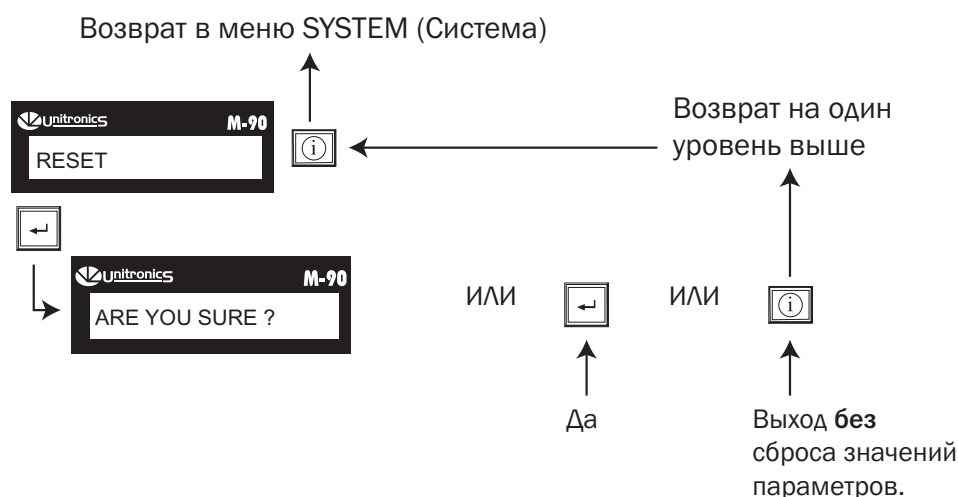 Возврат в меню SYSTEM (Система)
Unitronics M-90
RESET
Возврат на один
уровень выше
Unitronics M-90
ARE YOU SURE ?
ИЛИ
ИЛИ
Да
Выход без
сброса значений
параметров.